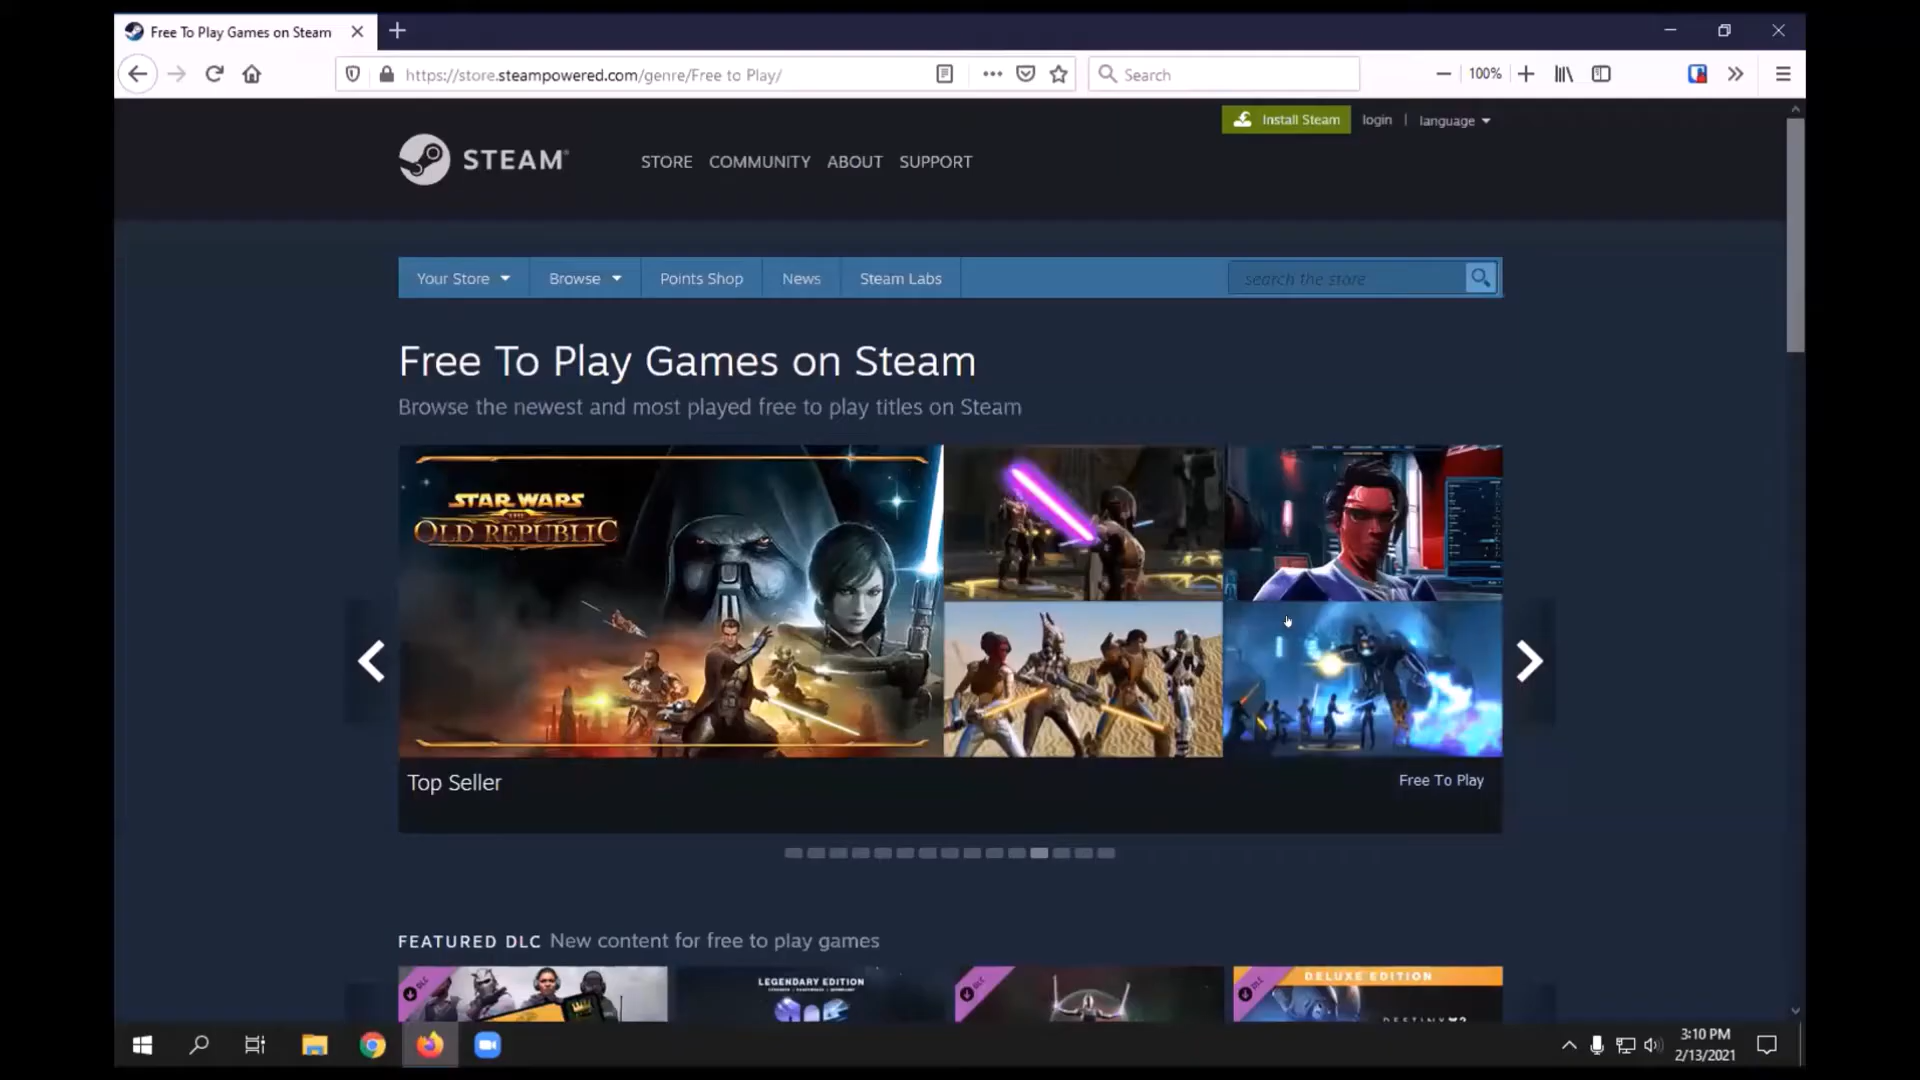 Free To Play Games on Steam
https://store.steampowered.com/genre/Free to Play/
Search
100%
Install Steam
login
language
STEAM®
STORE
COMMUNITY
ABOUT
SUPPORT
Your Store
Browse
Points Shop
News
Steam Labs
search the store
Free To Play Games on Steam
Browse the newest and most played free to play titles on Steam
STAR WARS
THE
OLD REPUBLIC
Top Seller
Free To Play
FEATURED DLC New content for free to play games
DLC
LEGENDARY EDITION
DLC
DLC
DELUXE EDITION
3:10 PM
2/13/2021